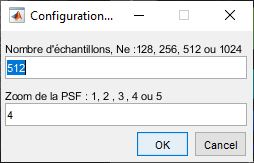 Configuration...
Nombre d'échantillons, Ne :128, 256, 512 ou 1024
512
Zoom de la PSF : 1, 2 , 3 , 4 ou 5
4
OK
Cancel